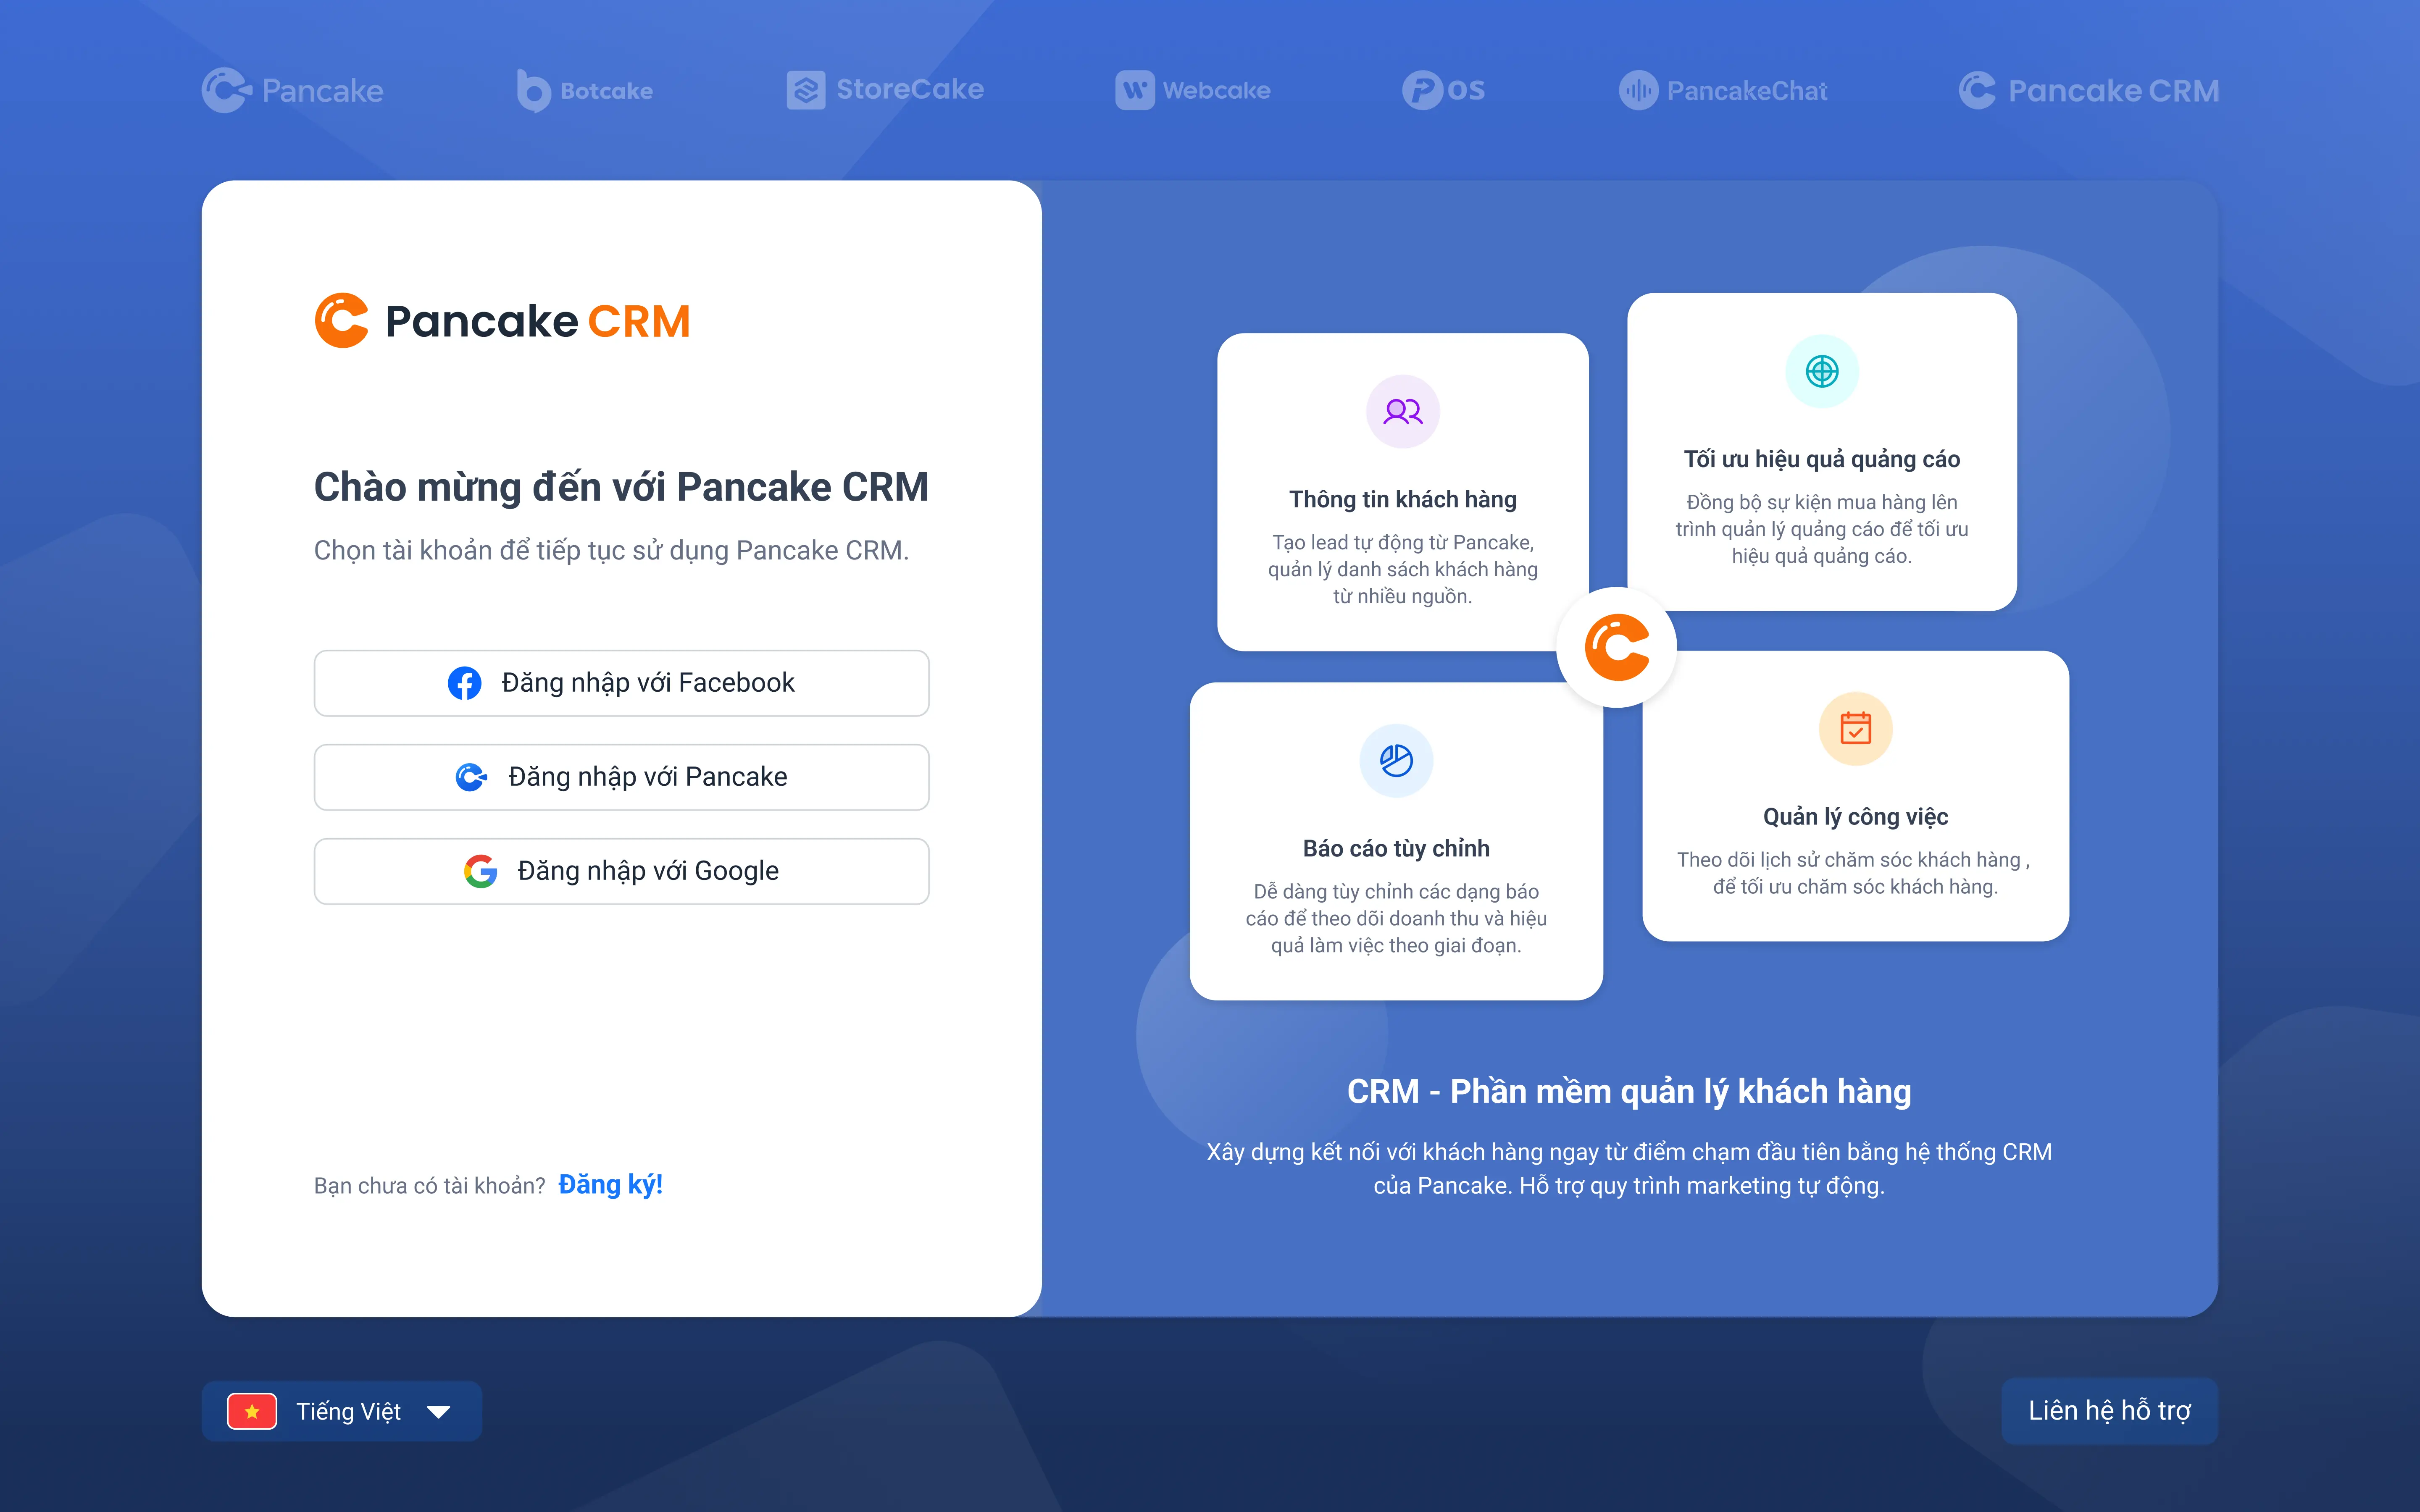 Pancake
Botcake
StoreCake
Webcake
POS
PancakeChat
Pancake CRM
Pancake CRM
Chào mừng đến với Pancake CRM
Chọn tài khoản để tiếp tục sử dụng Pancake CRM.
Đăng nhập với Facebook
Đăng nhập với Pancake
Đăng nhập với Google
Bạn chưa có tài khoản? Đăng ký!
Thông tin khách hàng
Tạo lead tự động từ Pancake,
quản lý danh sách khách hàng
từ nhiều nguồn.
Tối ưu hiệu quả quảng cáo
Đồng bộ sự kiện mua hàng lên
trình quản lý quảng cáo để tối ưu
hiệu quả quảng cáo.
Báo cáo tùy chỉnh
Dễ dàng tùy chỉnh các dạng báo
cáo để theo dõi doanh thu và hiệu
quả làm việc theo giai đoạn.
Quản lý công việc
Theo dõi lịch sử chăm sóc khách hàng ,
để tối ưu chăm sóc khách hàng.
CRM - Phần mềm quản lý khách hàng
Xây dựng kết nối với khách hàng ngay từ điểm chạm đầu tiên bằng hệ thống CRM
của Pancake. Hỗ trợ quy trình marketing tự động.
Tiếng Việt
Liên hệ hỗ trợ